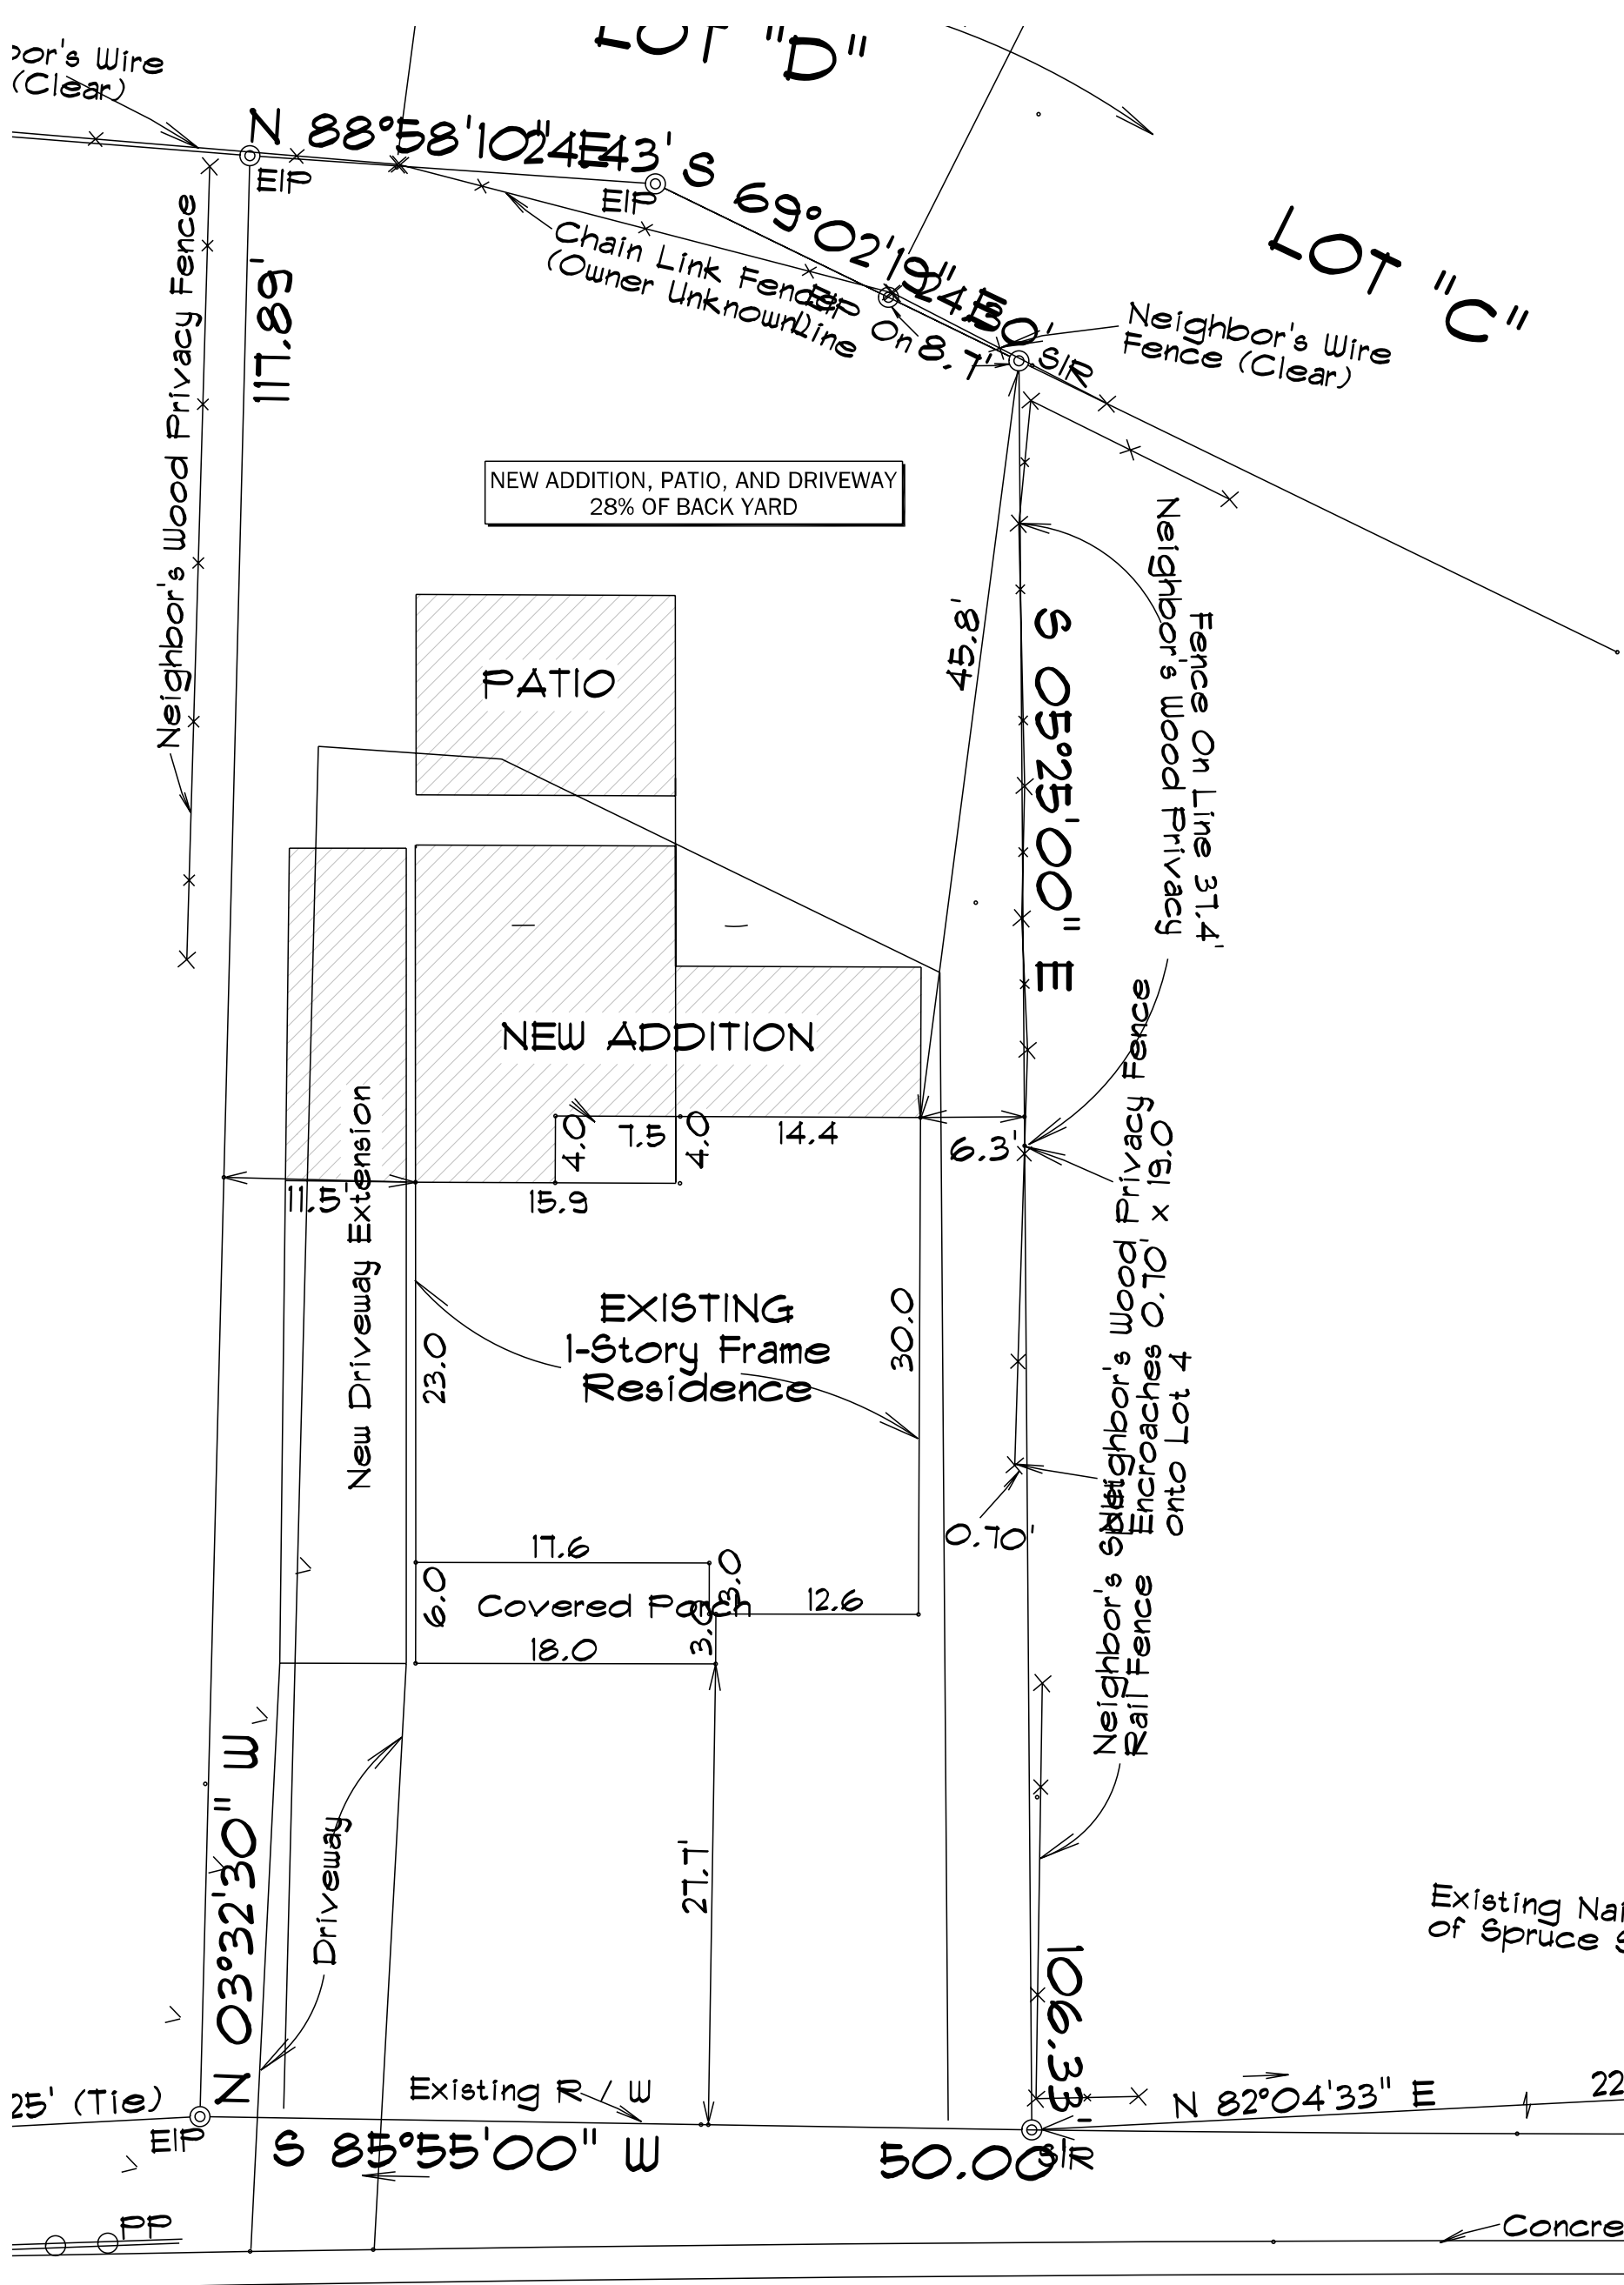 LOT "D"
or's Wire
(Clear)
N 88°58'10" E
24.43'
S 69°02'19" E
24.50'
LOT "C"
EIP
EIP
Chain Link Fence
(Owner Unknown)
EIP On
Line
8.7'
SIR
Neighbor's Wire
Fence (Clear)
Neighbor's Wood Privacy Fence
117.89'
NEW ADDITION, PATIO, AND DRIVEWAY
28% OF BACK YARD
PATIO
45.8'
S 05°25'00" E
Neighbor's Wood Privacy
Fence On Line 37.4'
NEW ADDITION
4.0
7.5
4.0
14.4
6.3'
11.5'
15.9
New Driveway Extension
EXISTING
1-Story Frame
Residence
23.0
30.0
Neighbor's Wood Privacy Fence
Encroaches 0.70' x 19.0
onto Lot 4
0.70'
17.6
6.0
Covered Porch
3.0
3.0
12.6
18.0
Neighbor's
Rail Fence
N 03°32'30" W
Driveway
27.7'
106.33'
Existing Nai
of Spruce S
25' (Tie)
EIP
Existing R / W
S 85°55'00" W
50.00'
SIR
N 82°04'33" E
22
PP
Concre